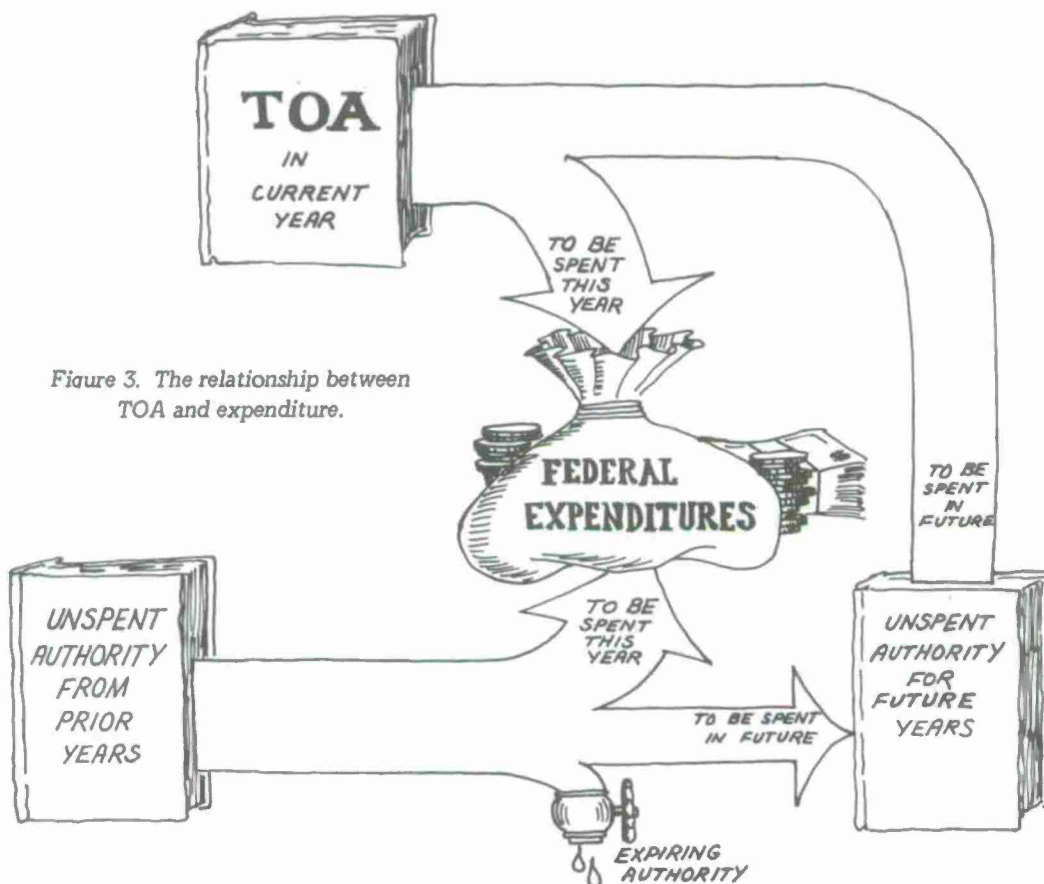 TOA
IN
CURRENT
YEAR
TO BE
SPENT
THIS
YEAR
Figure 3. The relationship between
TOA and expenditure.
FEDERAL
EXPENDITURES
TO BE
SPENT
IN
FUTURE
UNSPENT
AUTHORITY
FROM
PRIOR
YEARS
TO BE
SPENT
THIS
YEAR
TO BE SPENT
IN FUTURE
UNSPENT
AUTHORITY
FOR
FUTURE
YEARS
EXPIRING
AUTHORITY